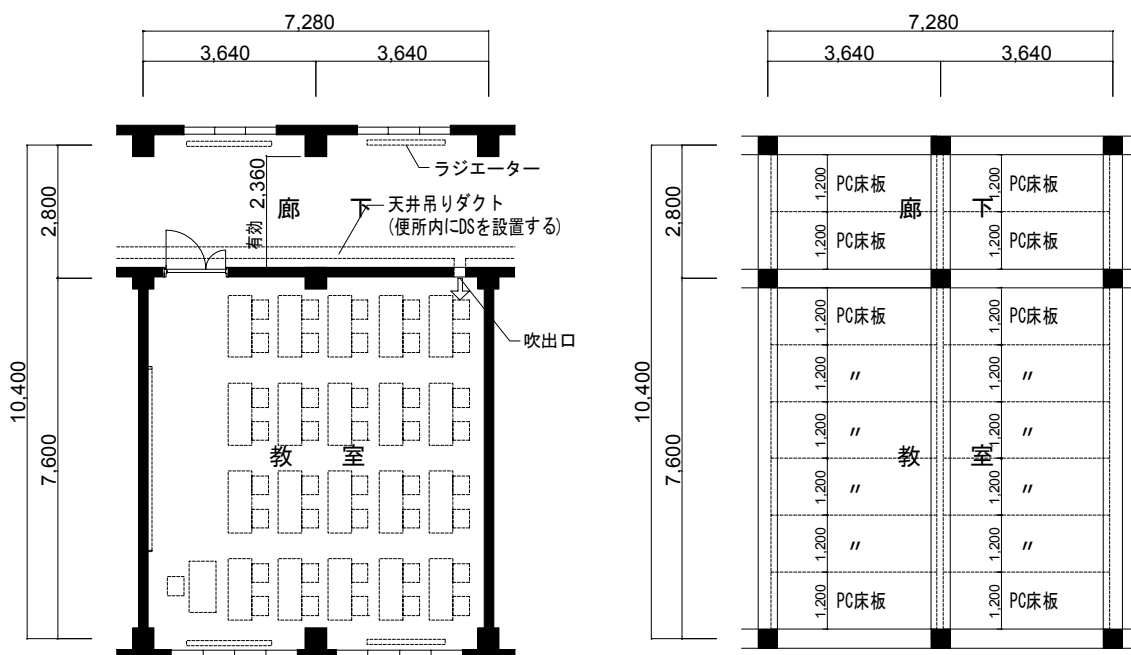 7,280
3,640
3,640
10,400
2,800
7,600
ラジエーター
有効 2,360
廊 下
天井吊りダクト
(便所内にDSを設置する)
吹出口
教 室
7,280
3,640
3,640
10,400
2,800
7,600
1,200 PC床板
1,200 PC床板
廊 下
1,200 PC床板
1,200 PC床板
1,200 PC床板
1,200 PC床板
1,200 〃
1,200 〃
1,200 〃
1,200 〃
教 室
1,200 〃
1,200 〃
1,200 〃
1,200 〃
1,200 PC床板
1,200 PC床板